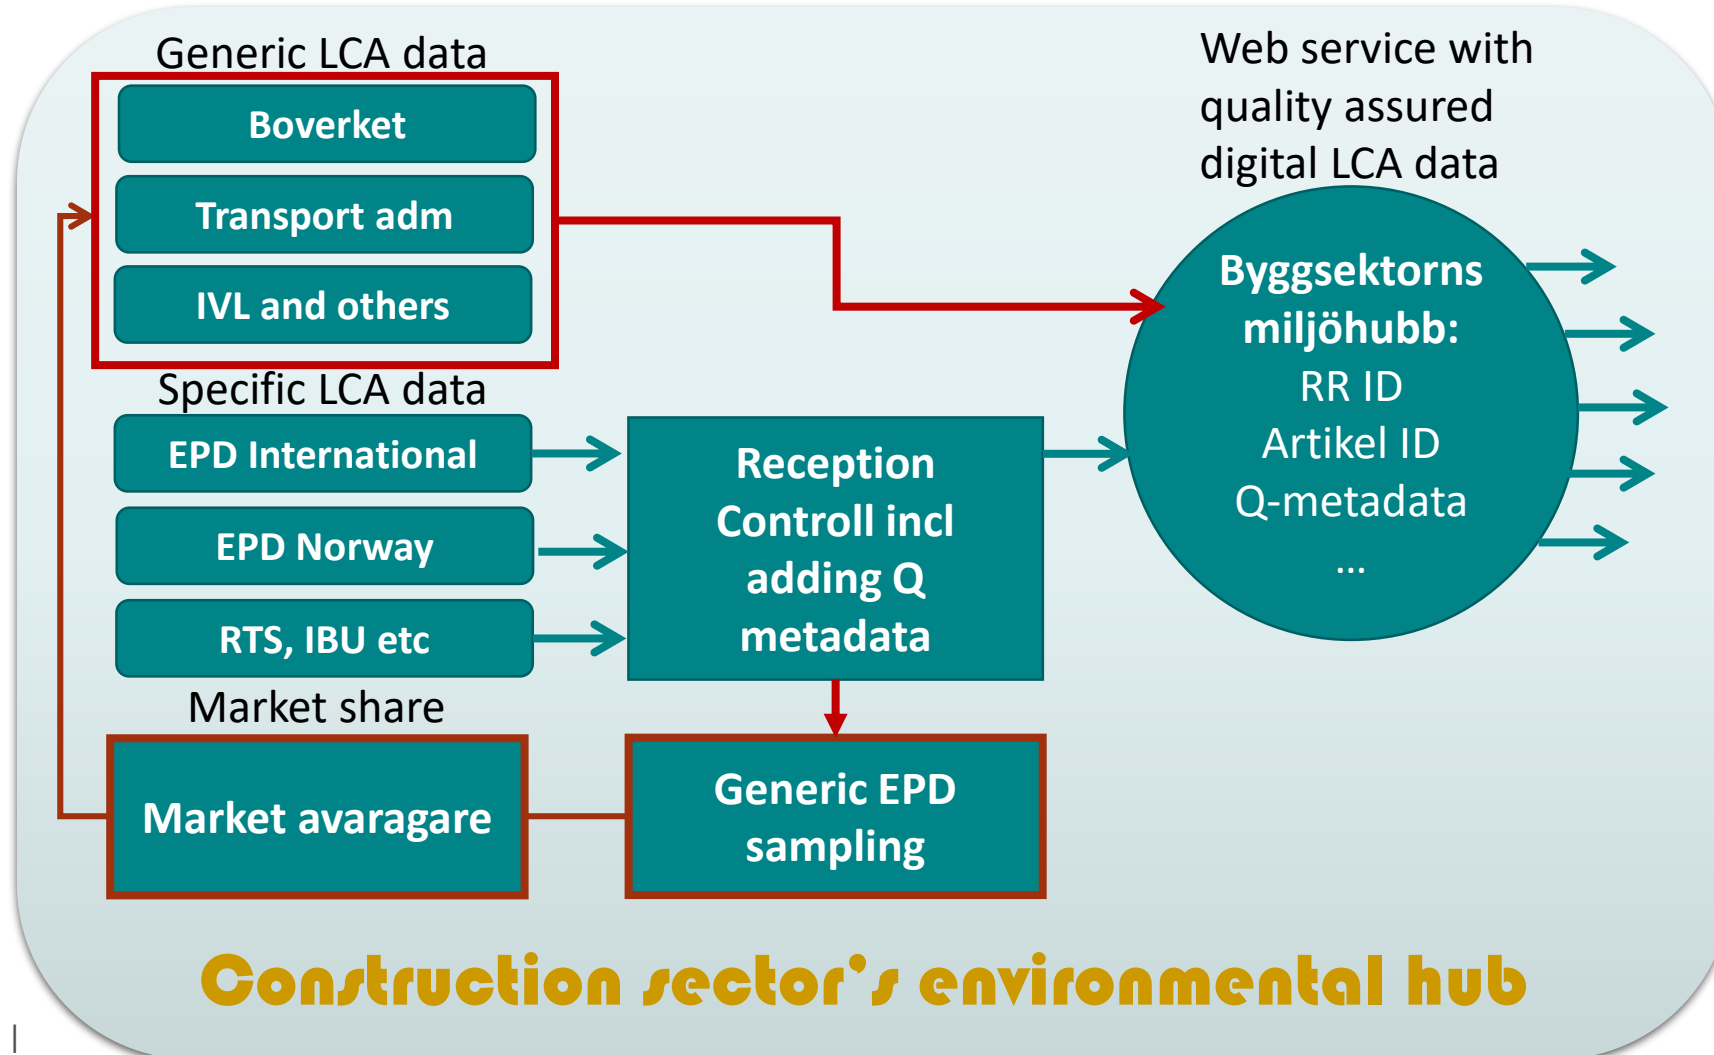 Generic LCA data
Boverket
Transport adm
IVL and others
Specific LCA data
EPD International
EPD Norway
RTS, IBU etc
Market share
Market avaragare
Reception
Controll incl
adding Q
metadata
Generic EPD
sampling
Web service with
quality assured
digital LCA data
Byggsektorns
miljöhubb:
RR ID
Artikel ID
Q-metadata
...
Construction sector's environmental hub
|